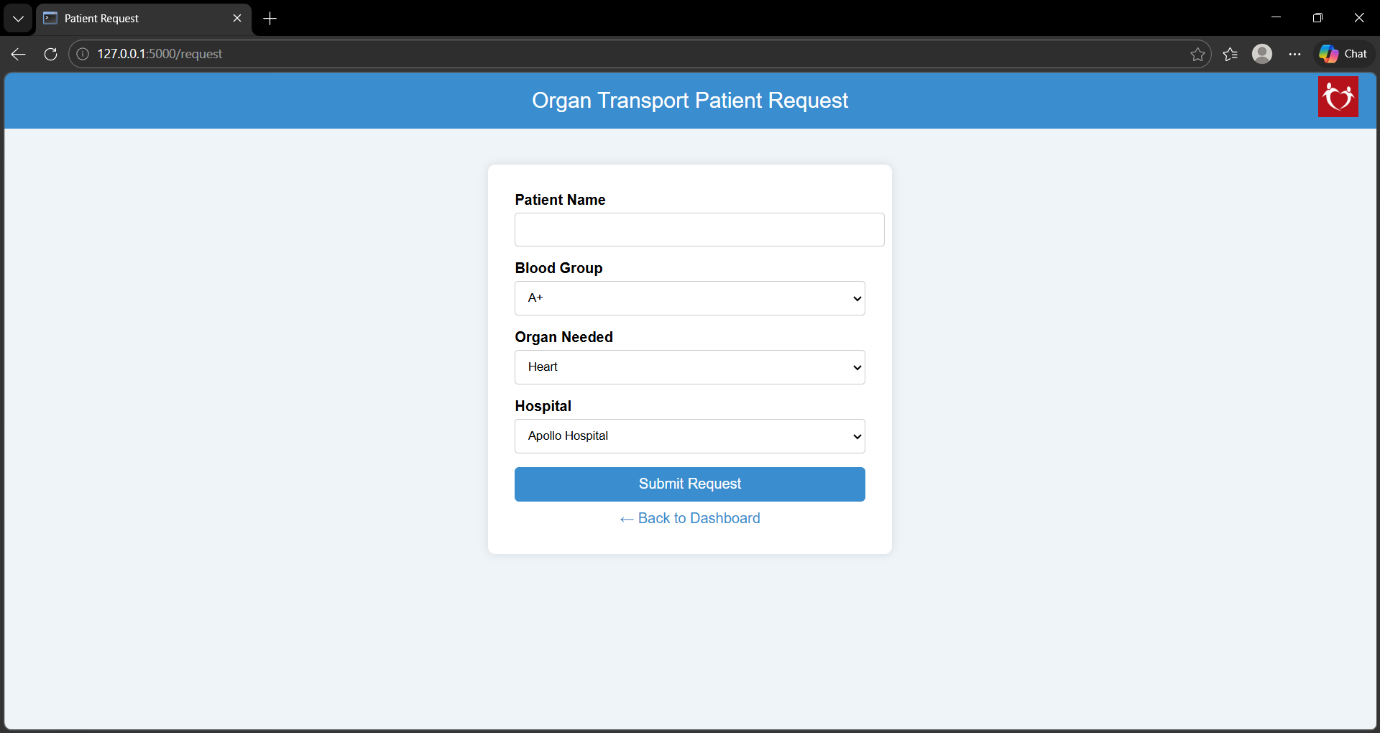 Patient Request
127.0.0.1:5000/request
Chat
Organ Transport Patient Request
Patient Name
Blood Group
A+
Organ Needed
Heart
Hospital
Apollo Hospital
Submit Request
← Back to Dashboard